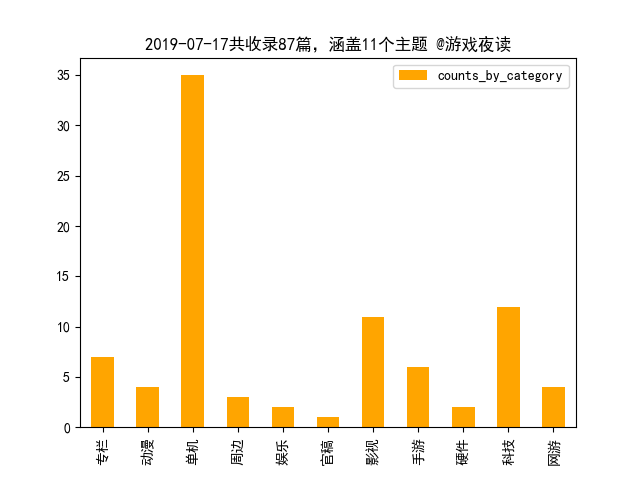 2019-07-17共收录87篇，涵盖11个主题 @游戏夜读
counts_by_category
35
30
25
20
15
10
5
0
专栏
动漫
单机
周边
娱乐
官稿
影视
手游
硬件
科技
网游